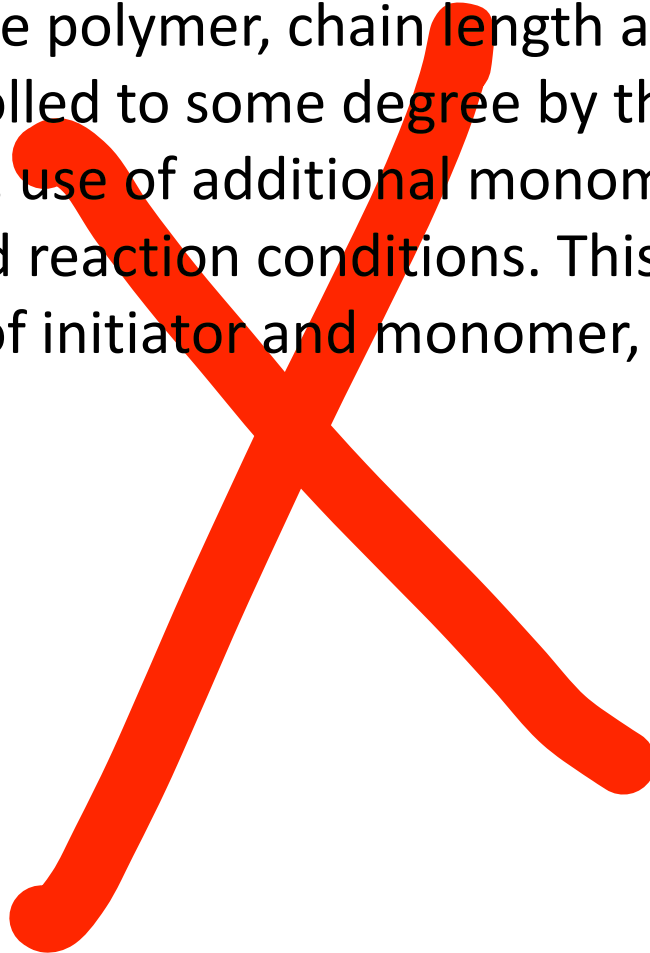 e polymer, chain length a
olled to some degree by th
use of additional monom
d reaction conditions. This
of initiator and monomer,